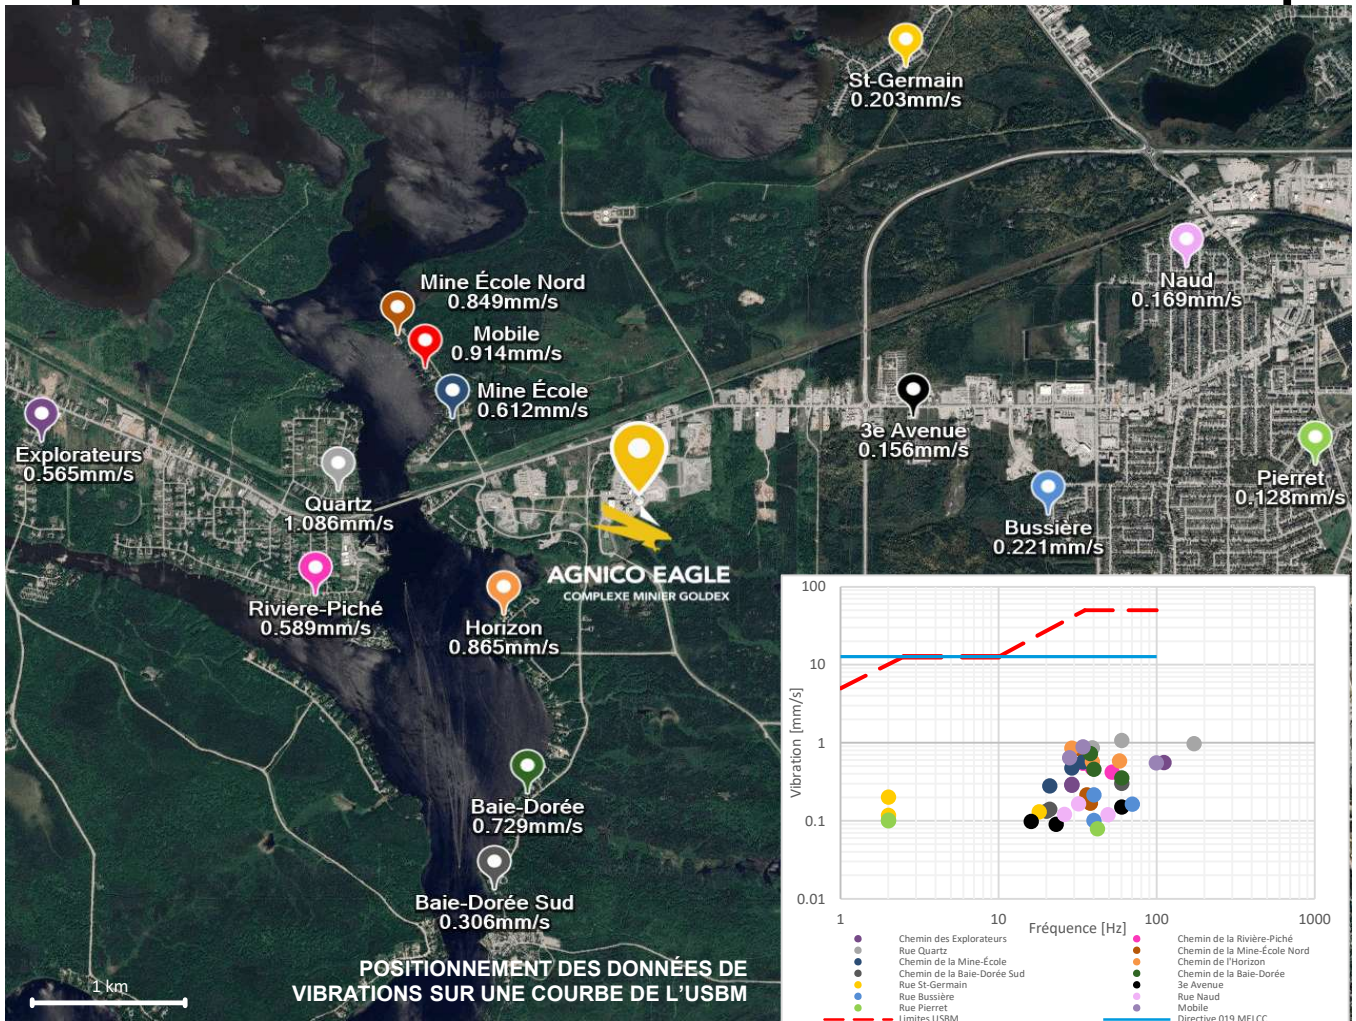 St-Germain
0.203mm/s
Naud
0.169mm/s
Mine École Nord
0.849mm/s
Mobile
0.914mm/s
Mine École
0.612mm/s
Explorateurs
0.565mm/s
Quartz
1.086mm/s
3e Avenue
0.156mm/s
Pierret
0.128mm/s
Bussière
0.221mm/s
AGNICO EAGLE
COMPLEXE MINIER GOLDEX
Riviere-Piché
0.589mm/s
Horizon
0.865mm/s
Baie-Dorée
0.729mm/s
Baie-Dorée Sud
0.306mm/s
POSITIONNEMENT DES DONNÉES DE
VIBRATIONS SUR UNE COURBE DE L'USBM
1 km
Vibration [mm/s]
100
10
1
0.1
0.01
1 10 100 1000
Fréquence [Hz]
Chemin des Explorateurs
Chemin de la Rivière-Piché
Rue Quartz
Chemin de la Mine-École Nord
Chemin de la Mine-École
Chemin de l'Horizon
Chemin de la Baie-Dorée Sud
Chemin de la Baie-Dorée
Rue St-Germain
3e Avenue
Rue Bussière
Rue Naud
Rue Pierret
Mobile
Limites USBM
Directive 019 MELCC